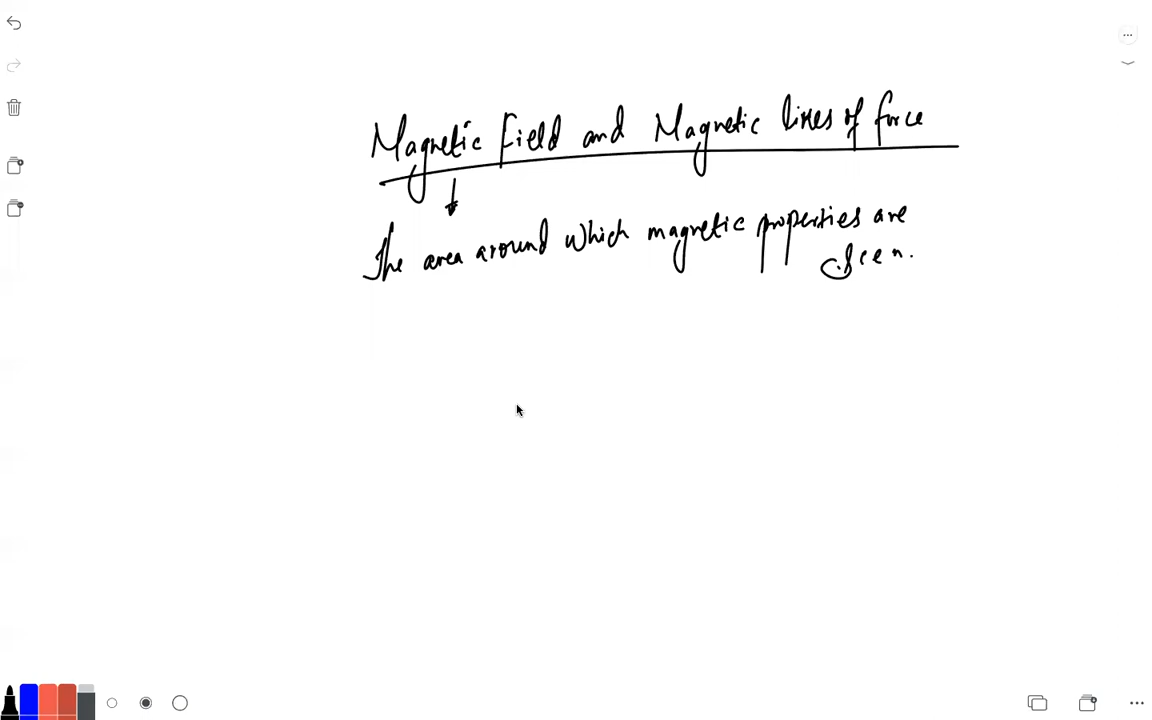 Magnetic Field and Magnetic lines of force
The area around which magnetic properties are
seen.